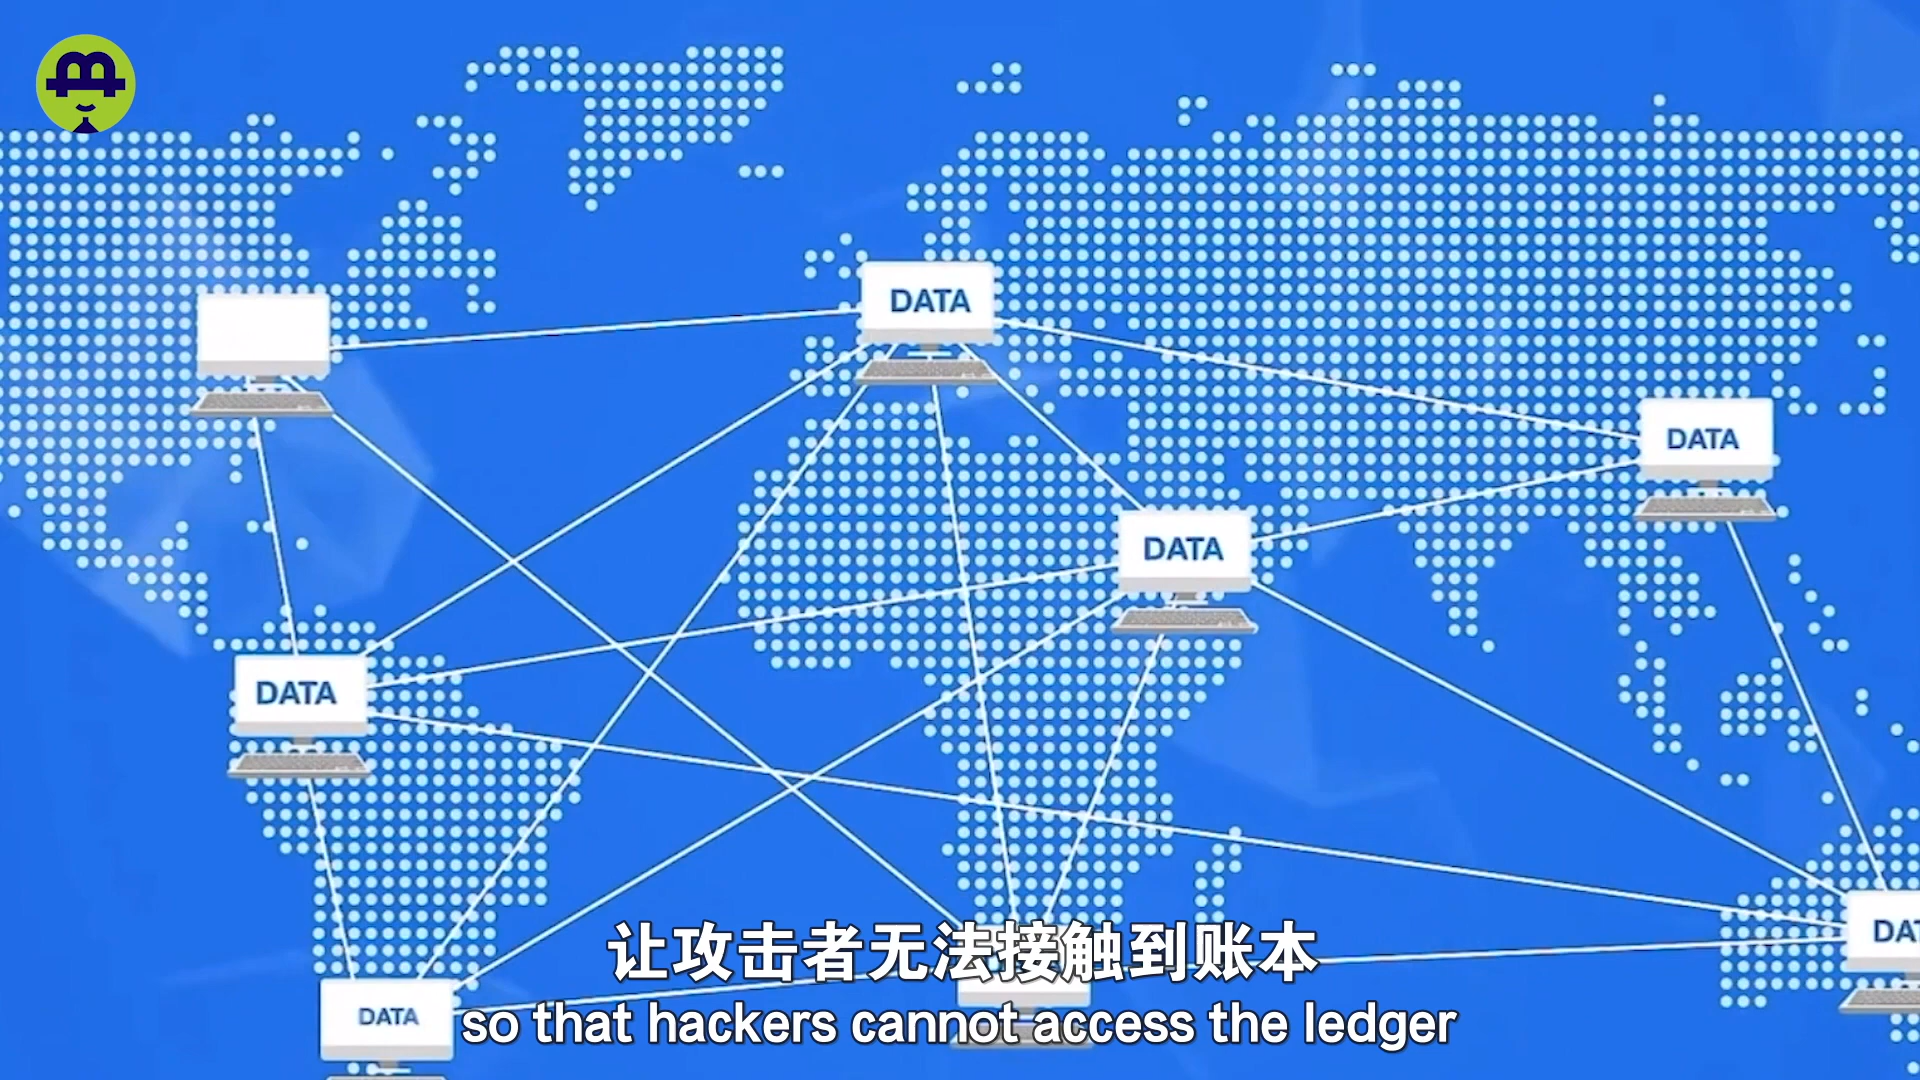 DATA
DATA
DATA
DATA
DAT
DATA
让攻击者无法接触到账本
so that hackers cannot access the ledger